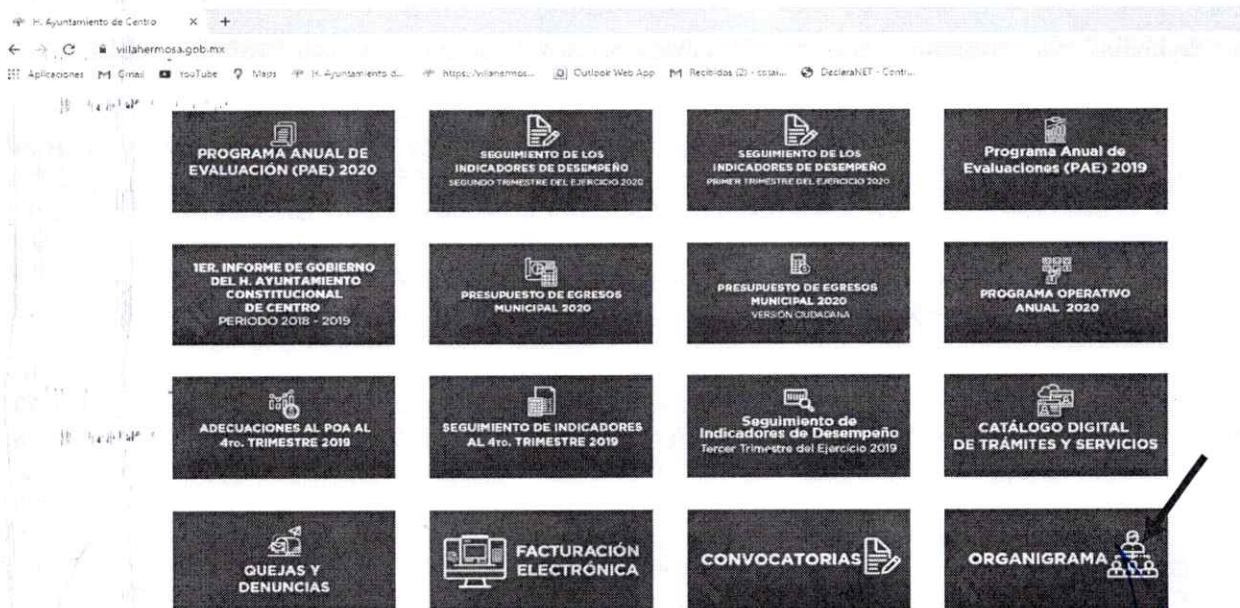 H. Ayuntamiento de Centro
villahermosa.gob.mx
Aplicaciones
Gmail
YouTube
Maps
H. Ayuntamiento d...
Outlook Web App
Recibidos (2) - cotai...
DeclaraNET - Contr...
PROGRAMA ANUAL DE
EVALUACIÓN (PAE) 2020
SEGUIMIENTO DE LOS
INDICADORES DE DESEMPEÑO
SEGUNDO TRIMESTRE DEL EJERCICIO 2020
SEGUIMIENTO DE LOS
INDICADORES DE DESEMPEÑO
PRIMER TRIMESTRE DEL EJERCICIO 2020
Programa Anual de
Evaluaciones (PAE) 2019
1ER. INFORME DE GOBIERNO
DEL H. AYUNTAMIENTO
CONSTITUCIONAL
DE CENTRO
PERIODO 2018 - 2019
PRESUPUESTO DE EGRESOS
MUNICIPAL 2020
PRESUPUESTO DE EGRESOS
MUNICIPAL 2020
VERSIÓN CIUDADANA
PROGRAMA OPERATIVO
ANUAL 2020
ADECUACIONES AL POA AL
4TO. TRIMESTRE 2019
SEGUIMIENTO DE INDICADORES
AL 4TO. TRIMESTRE 2019
Seguimiento de
Indicadores de Desempeño
Tercer Trimestre del Ejercicio 2019
CATÁLOGO DIGITAL
DE TRÁMITES Y SERVICIOS
QUEJAS Y
DENUNCIAS
FACTURACIÓN
ELECTRÓNICA
CONVOCATORIAS
ORGANIGRAMA